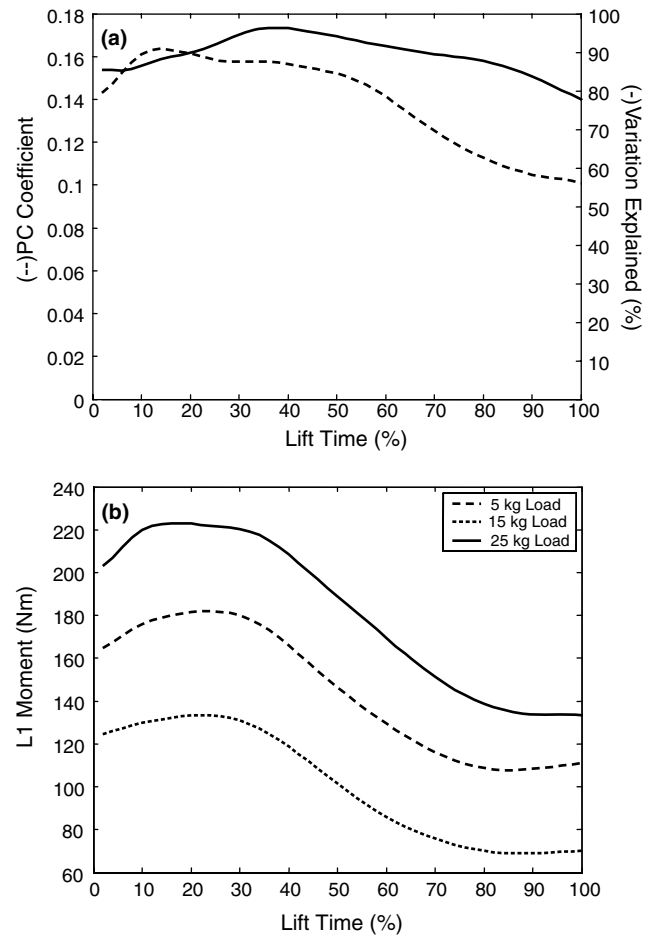 (a)
0.18
0.16
0.14
0.12
0.1
0.08
0.06
0.04
0.02
0
(--)PC Coefficient
100
90
80
70
60
50
40
30
20
10
(-)Variation Explained (%)
0 10 20 30 40 50 60 70 80 90 100
Lift Time (%)
(b)
240
220
200
180
160
140
120
100
80
60
L1 Moment (Nm)
5 kg Load
15 kg Load
25 kg Load
0 10 20 30 40 50 60 70 80 90 100
Lift Time (%)